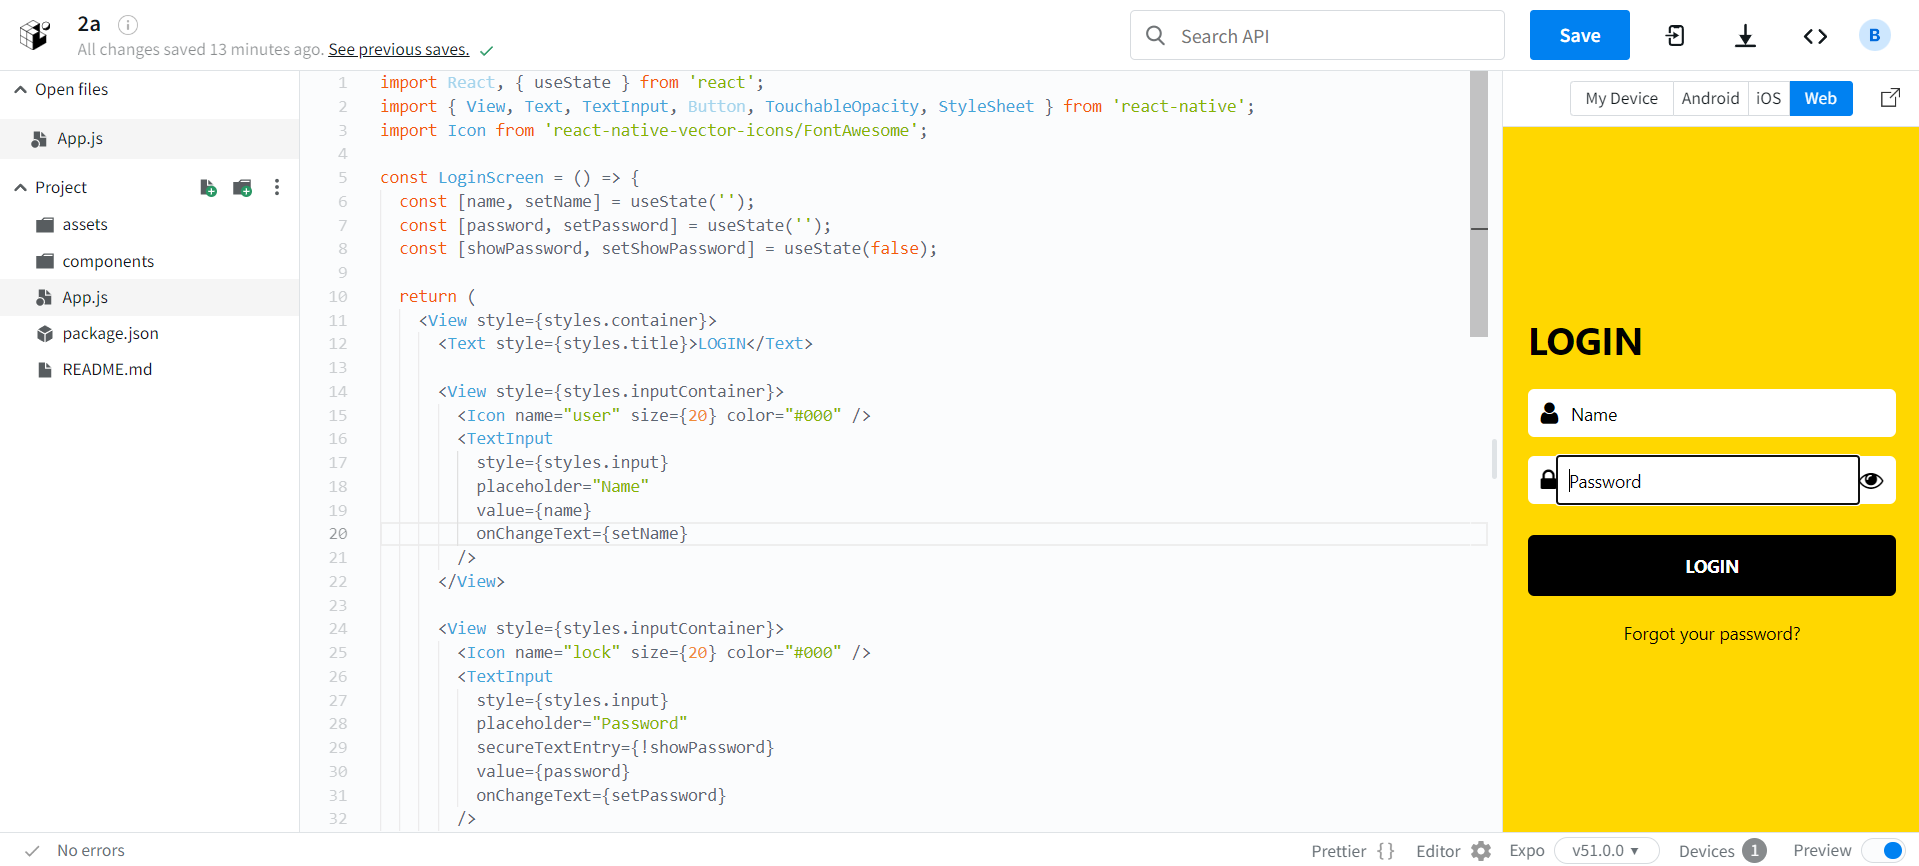 2a
All changes saved 13 minutes ago. See previous saves.
Search API
Save
B
Open files
App.js
Project
assets
components
App.js
package.json
README.md
1 import React, { useState } from 'react';
2 import { View, Text, TextInput, Button, TouchableOpacity, StyleSheet } from 'react-native';
3 import Icon from 'react-native-vector-icons/FontAwesome';
4
5 const LoginScreen = () => {
6 const [name, setName] = useState('');
7 const [password, setPassword] = useState('');
8 const [showPassword, setShowPassword] = useState(false);
9
10 return (
11 <View style={styles.container}>
12 <Text style={styles.title}>LOGIN</Text>
13
14 <View style={styles.inputContainer}>
15 <Icon name="user" size={20} color="#000" />
16 <TextInput
17 style={styles.input}
18 placeholder="Name"
19 value={name}
20 onChangeText={setName}
21 />
22 </View>
23
24 <View style={styles.inputContainer}>
25 <Icon name="lock" size={20} color="#000" />
26 <TextInput
27 style={styles.input}
28 placeholder="Password"
29 secureTextEntry={!showPassword}
30 value={password}
31 onChangeText={setPassword}
32 />
My Device Android iOS Web
LOGIN
Name
Password
LOGIN
Forgot your password?
No errors
Prettier {} Editor Expo v51.0.0 Devices 1 Preview